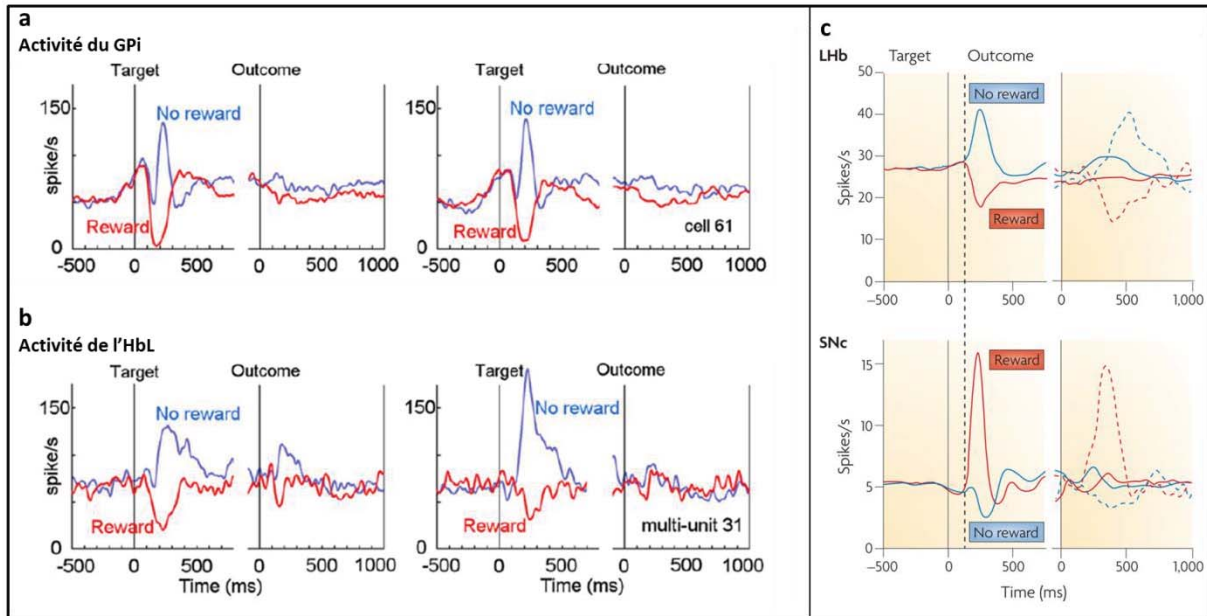 a
Activité du GPi
Target Outcome Target Outcome
150
No reward No reward
spike/s
Reward Reward
cell 61
0
-500 0 500 0 500 1000 -500 0 500 0 500 1000
b
Activité de l'HbL
Target Outcome Target Outcome
150
No reward No reward
spike/s
Reward Reward
multi-unit 31
0
-500 0 500 0 500 1000 -500 0 500 0 500 1000
Time (ms) Time (ms)
c
LHb Target Outcome
50
No reward
40
30
Spikes/s
20
Reward
10
0
–500 0 500 0 500 1,000
SNc
15
Reward
10
Spikes/s
5
No reward
0
–500 0 500 0 500 1,000
Time (ms)